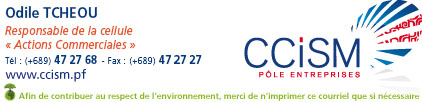 Odile TCHEOU
Responsable de la cellule
« Actions Commerciales »
Tél : (+689) 47 27 68 - Fax : (+689) 47 27 27
www.ccism.pf
CCiSM
PÔLE ENTREPRISES
Afin de contribuer au respect de l'environnement, merci de n'imprimer ce courriel que si nécessaire